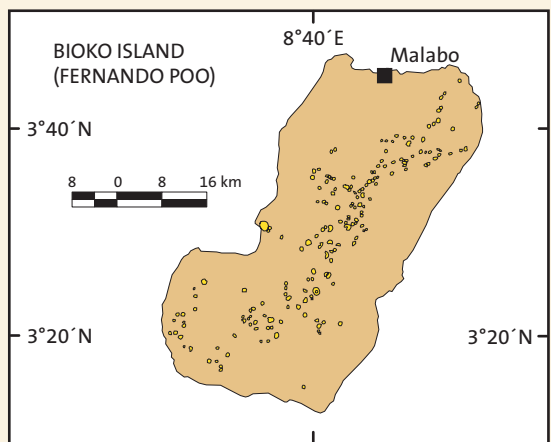 BIOKO ISLAND
(FERNANDO POO)
8°40´E
Malabo
3°40´N
8 0 8 16 km
3°20´N
3°20´N